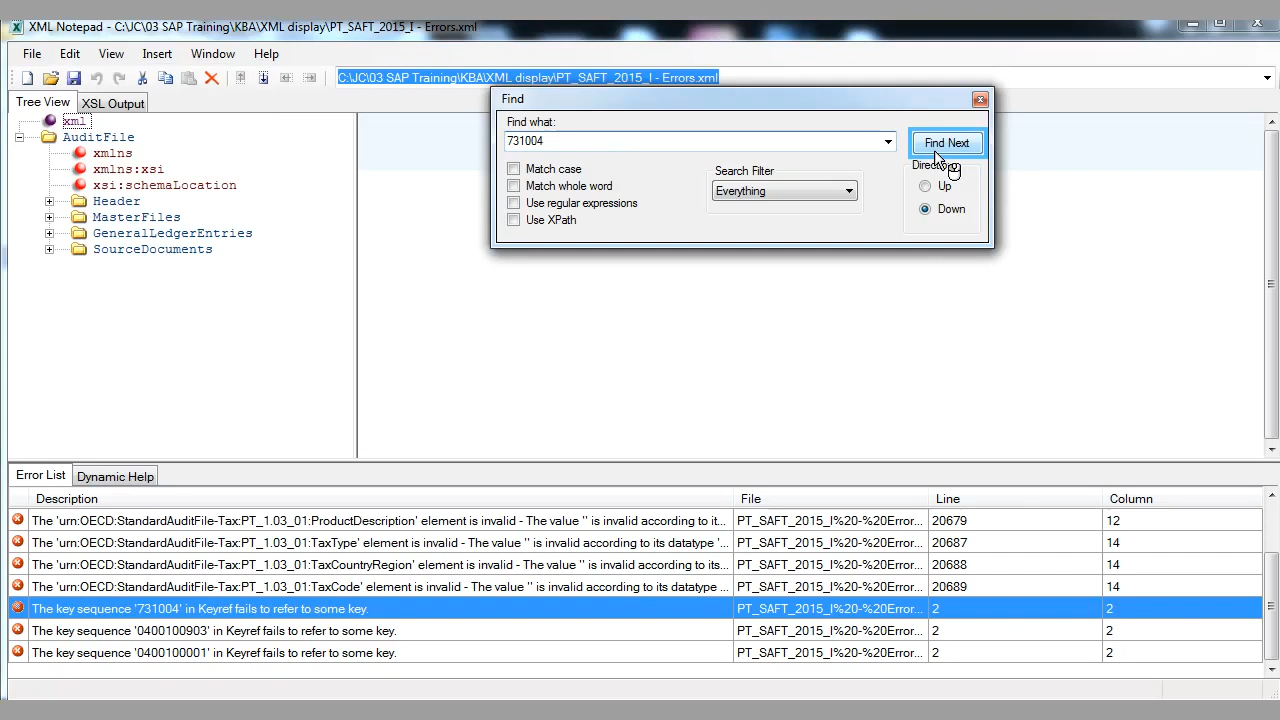 XML Notepad - C:\JC\03 SAP Training\KBA\XML display\PT_SAFT_2015_I - Errors.xml
File Edit View Insert Window Help
C:\JC\03 SAP Training\KBA\XML display\PT_SAFT_2015_I - Errors.xml
Tree View XSL Output
Find
Find what:
731004
Find Next
Match case
Match whole word
Use regular expressions
Use XPath
Search Filter
Everything
Up
Down
xml
AuditFile
xmlns
xmlns:xsi
xsi:schemaLocation
Header
MasterFiles
GeneralLedgerEntries
SourceDocuments
Error List Dynamic Help
Description File Line Column
The 'urn:OECD:StandardAuditFile-Tax:PT_1.03_01:ProductDescription' element is invalid - The value '' is invalid according to it... PT_SAFT_2015_I%20-%20Error... 20679 12
The 'urn:OECD:StandardAuditFile-Tax:PT_1.03_01:TaxType' element is invalid - The value '' is invalid according to its datatype '... PT_SAFT_2015_I%20-%20Error... 20687 14
The 'urn:OECD:StandardAuditFile-Tax:PT_1.03_01:TaxCountryRegion' element is invalid - The value '' is invalid according to its... PT_SAFT_2015_I%20-%20Error... 20688 14
The 'urn:OECD:StandardAuditFile-Tax:PT_1.03_01:TaxCode' element is invalid - The value '' is invalid according to its datatype ... PT_SAFT_2015_I%20-%20Error... 20689 14
The key sequence '731004' in Keyref fails to refer to some key. PT_SAFT_2015_I%20-%20Error... 2 2
The key sequence '0400100903' in Keyref fails to refer to some key. PT_SAFT_2015_I%20-%20Error... 2 2
The key sequence '0400100001' in Keyref fails to refer to some key. PT_SAFT_2015_I%20-%20Error... 2 2